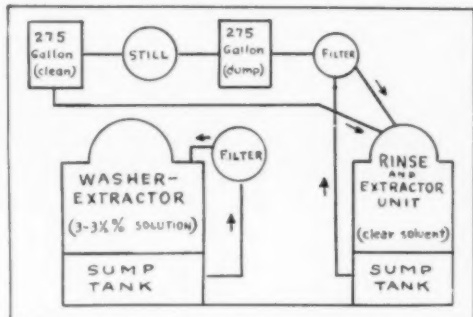 275
Gallon
(clean)
STILL
275
Gallon
(dump)
FILTER
WASHER-
EXTRACTOR
(3-3½% SOLUTION)
SUMP
TANK
FILTER
RINSE
AND
EXTRACTOR
UNIT
(clear solvent)
SUMP
TANK